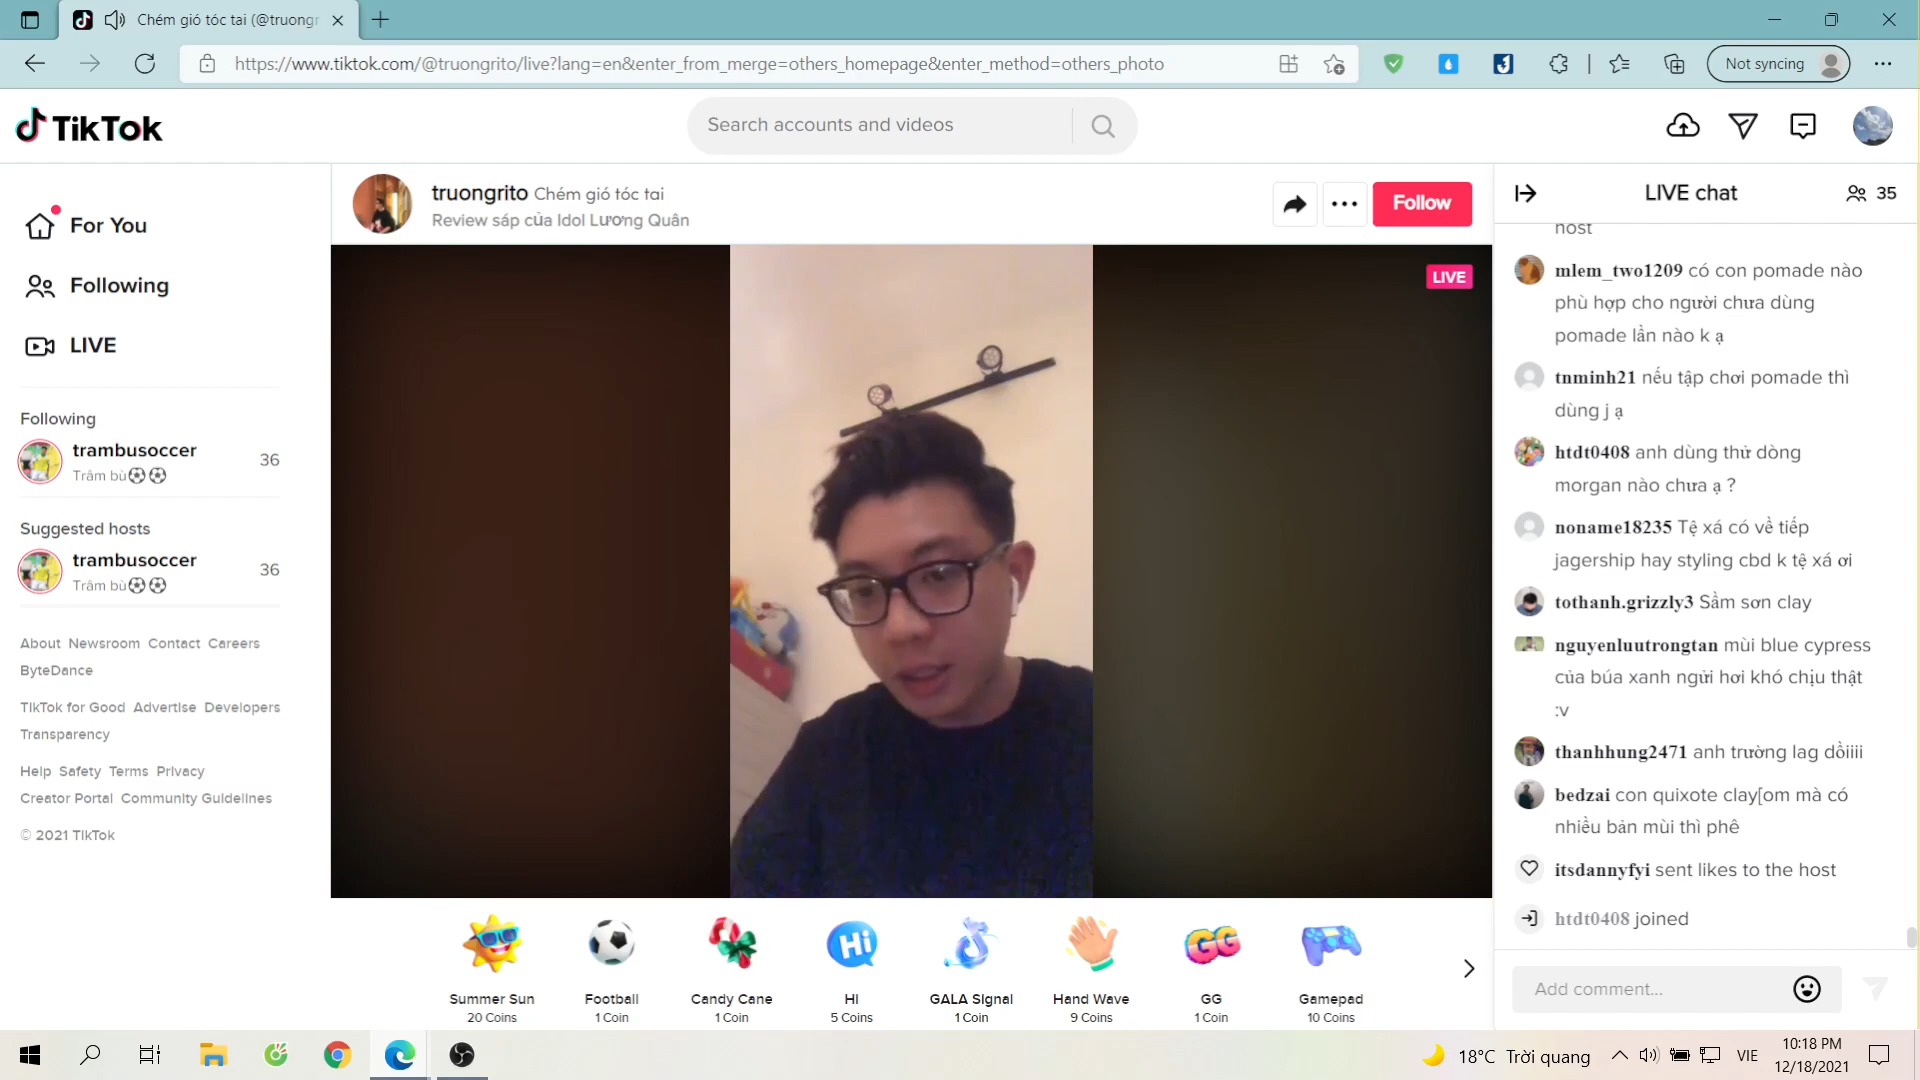 Chém gió tóc tai (@truongr
https://www.tiktok.com/@truongrito/live?lang=en&enter_from_merge=others_homepage&enter_method=others_photo
Not syncing
TikTok
Search accounts and videos
For You
Following
LIVE
Following
trambusoccer
Trâm bù⚽⚽
36
Suggested hosts
trambusoccer
Trâm bù⚽⚽
36
About Newsroom Contact Careers
ByteDance
TikTok for Good Advertise Developers
Transparency
Help Safety Terms Privacy
Creator Portal Community Guidelines
© 2021 TikTok
truongrito Chém gió tóc tai
Review sáp của Idol Lương Quân
Follow
LIVE
Summer Sun
20 Coins
Football
1 Coin
Candy Cane
1 Coin
Hi
HI
5 Coins
GALA Signal
1 Coin
Hand Wave
9 Coins
GG
GG
1 Coin
Gamepad
10 Coins
LIVE chat
35
host
mlem_two1209 có con pomade nào
phù hợp cho người chưa dùng
pomade lần nào k ạ
tnminh21 nếu tập chơi pomade thì
dùng j ạ
htdt0408 anh dùng thử dòng
morgan nào chưa ạ ?
noname18235 Tệ xá có về tiếp
jagership hay styling cbd k tệ xá ơi
tothanh.grizzly3 Sầm sơn clay
nguyenluutrongtan mùi blue cypress
của búa xanh ngửi hơi khó chịu thật
:v
thanhhung2471 anh trường lag dồiiii
bedzai con quixote clay[om mà có
nhiều bản mùi thì phê
itsdannyfyi sent likes to the host
htdt0408 joined
Add comment...
18°C Trời quang
VIE
10:18 PM
12/18/2021